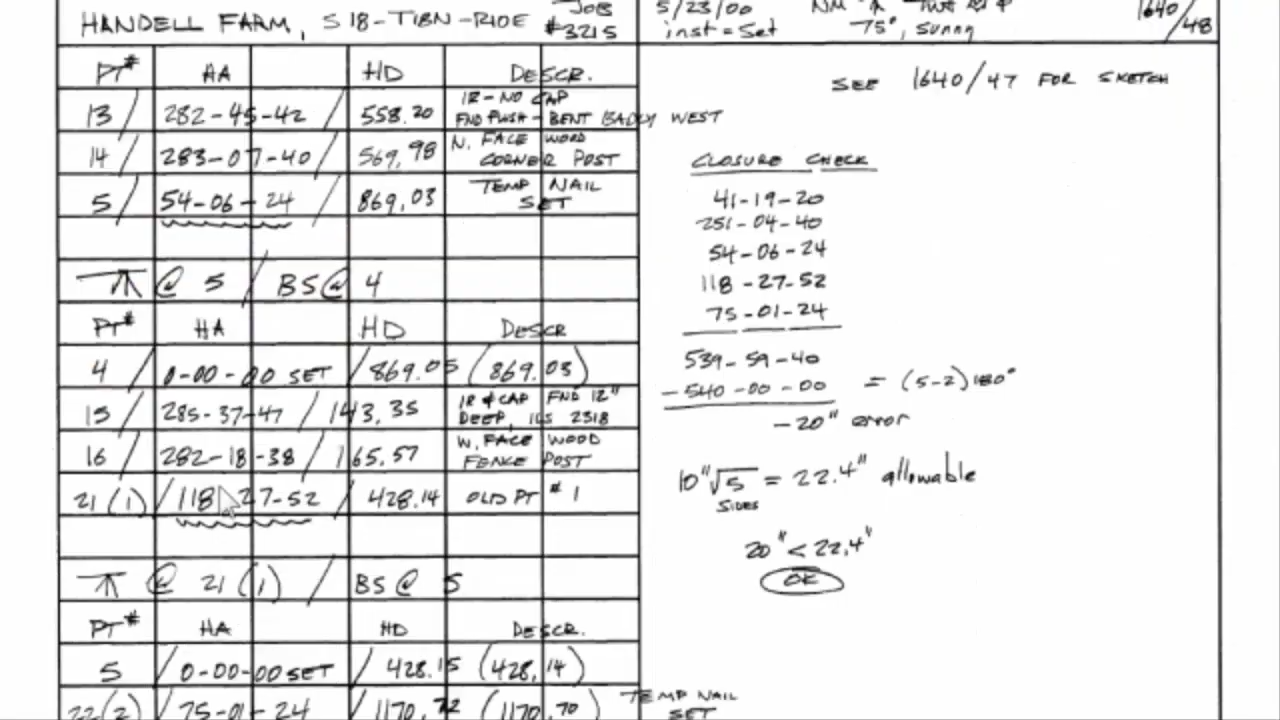 HANDELL FARM, S18-T18N-R10E JOB #3215
PT# HA HD DESCR.
13 / 282-45-42 / 558.20 IR-NO CAP
FND FLUSH-BENT BADLY WEST
14 / 283-07-40 / 569.98 N. FACE WOOD
CORNER POST
5 / 54-06-24 / 869.03 TEMP NAIL
SET
@ 5 / BS@ 4
PT# HA HD DESCR
4 / 0-00-00 SET / 869.05 (869.03)
15 / 285-37-47 / 143.35 IR & CAP FND 12"
DEEP, ILS 2318
16 / 282-18-38 / 165.57 W. FACE WOOD
FENCE POST
21 (1) / 118-27-52 / 428.14 OLD PT #1
@ 21 (1) / BS @ 5
PT# HA HD DESCR.
5 / 0-00-00 SET / 428.15 (428.14)
22(2) / 75-01-24 / 1170.72 (1170.70) TEMP NAIL
SET
5/23/00 1640
inst=Set 75°, Sunny /48
SEE 1640/47 FOR SKETCH
CLOSURE CHECK
41-19-20
251-04-40
54-06-24
118-27-52
75-01-24
539-59-40
-540-00-00 = (5-2)180°
-20" error
10"√5 = 22.4" allowable
SIDES
20" < 22.4"
OK